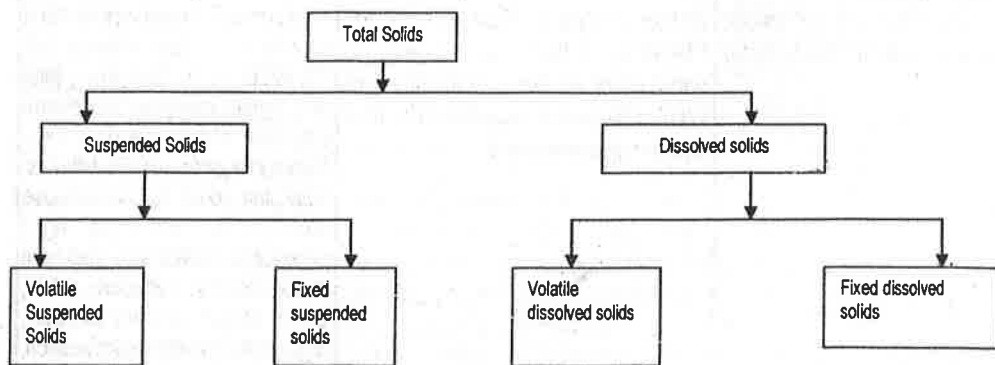 Total Solids
Suspended Solids
Dissolved solids
Volatile
Suspended
Solids
Fixed
suspended
solids
Volatile
dissolved solids
Fixed dissolved
solids